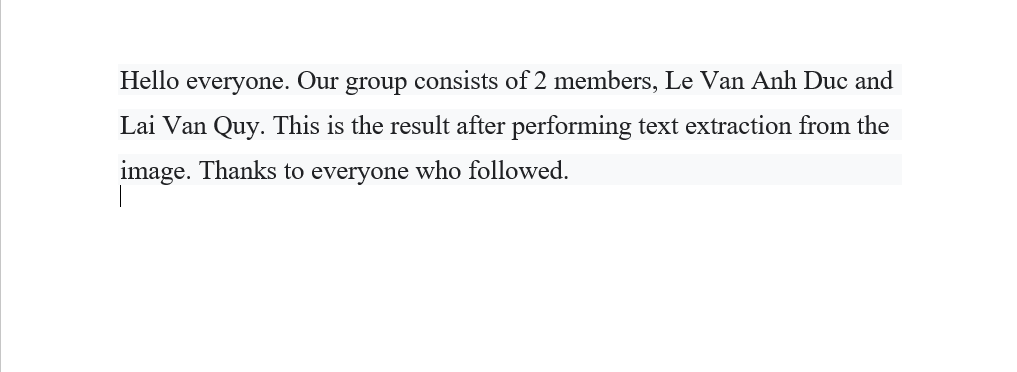 Hello everyone. Our group consists of 2 members, Le Van Anh Duc and
Lai Van Quy. This is the result after performing text extraction from the
image. Thanks to everyone who followed.